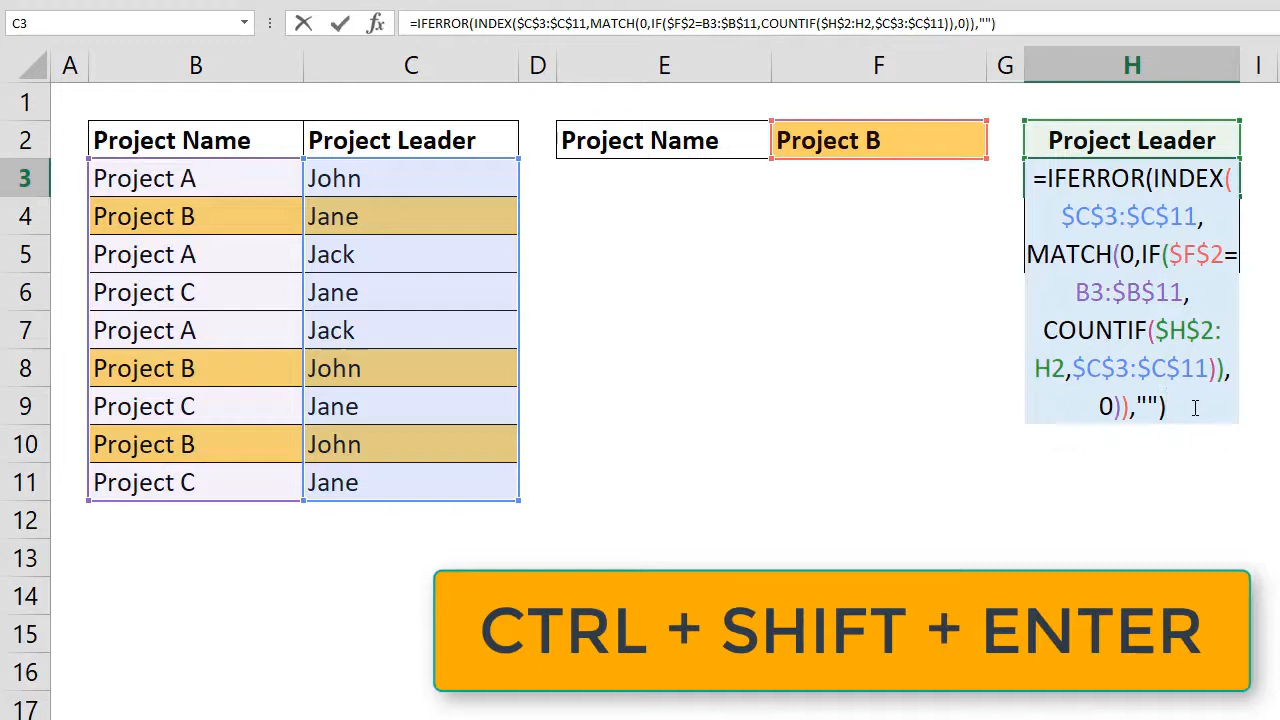 C3 fx =IFERROR(INDEX($C$3:$C$11,MATCH(0,IF($F$2=B3:$B$11,COUNTIF($H$2:H2,$C$3:$C$11)),0)),"")
A B C D E F G H I
1
2 Project Name Project Leader Project Name Project B Project Leader
3 Project A John =IFERROR(INDEX(
4 Project B Jane $C$3:$C$11,
5 Project A Jack MATCH(0,IF($F$2=
6 Project C Jane B3:$B$11,
7 Project A Jack COUNTIF($H$2:
8 Project B John H2,$C$3:$C$11)),
9 Project C Jane 0)),"")
10 Project B John
11 Project C Jane
12
13
14
15
16
17
CTRL + SHIFT + ENTER